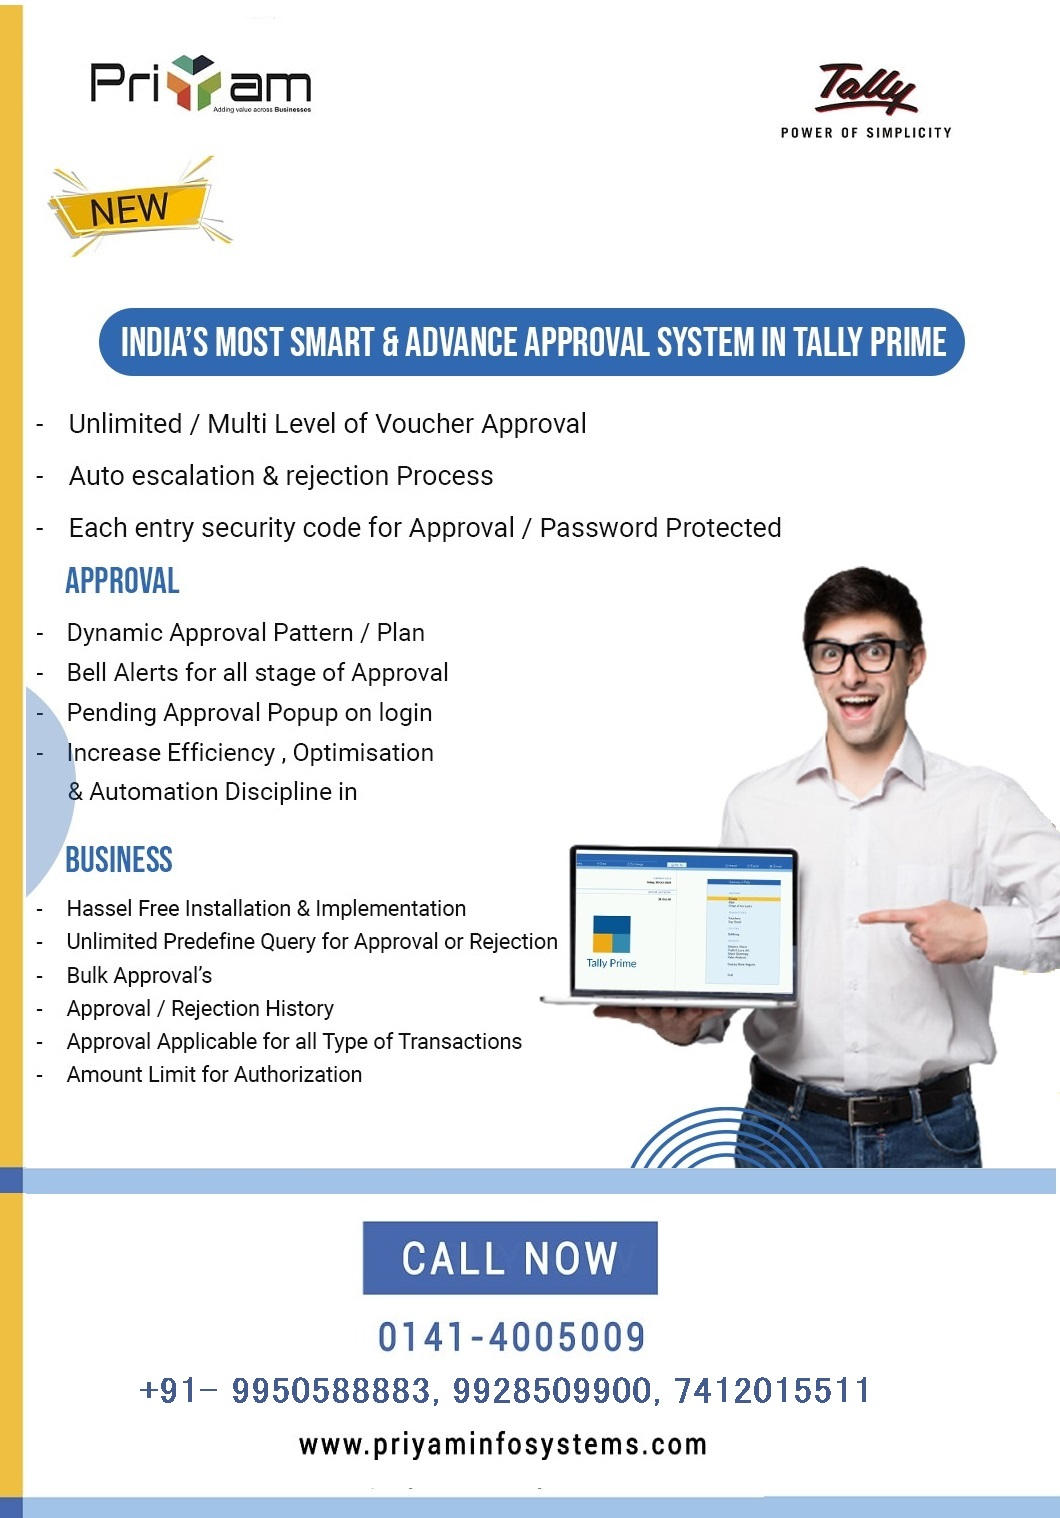 Priyam
Adding value across Businesses
Tally
POWER OF SIMPLICITY
NEW
INDIA'S MOST SMART & ADVANCE APPROVAL SYSTEM IN TALLY PRIME
- Unlimited / Multi Level of Voucher Approval
- Auto escalation & rejection Process
- Each entry security code for Approval / Password Protected
APPROVAL
- Dynamic Approval Pattern / Plan
- Bell Alerts for all stage of Approval
- Pending Approval Popup on login
- Increase Efficiency , Optimisation
& Automation Discipline in
BUSINESS
- Hassel Free Installation & Implementation
- Unlimited Predefine Query for Approval or Rejection
- Bulk Approval's
- Approval / Rejection History
- Approval Applicable for all Type of Transactions
- Amount Limit for Authorization
Tally Prime
CALL NOW
0141-4005009
+91- 9950588883, 9928509900, 7412015511
www.priyaminfosystems.com